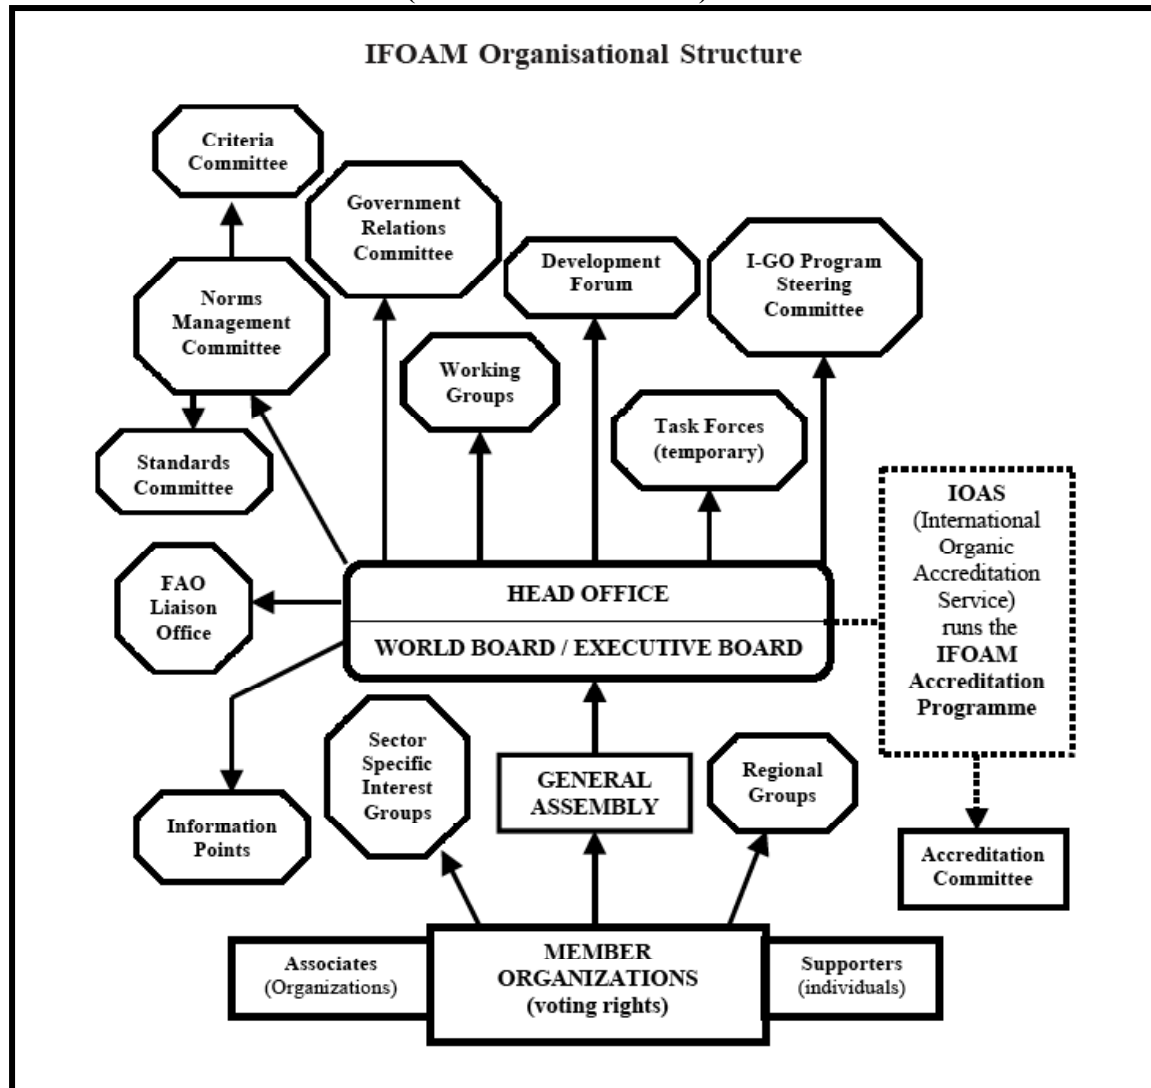 IFOAM Organisational Structure
Criteria
Committee
Government
Relations
Committee
Development
Forum
I-GO Program
Steering
Committee
Norms
Management
Committee
Working
Groups
Task Forces
(temporary)
Standards
Committee
IOAS
(International
Organic
Accreditation
Service)
runs the
IFOAM
Accreditation
Programme
FAO
Liaison
Office
HEAD OFFICE
WORLD BOARD / EXECUTIVE BOARD
Sector
Specific
Interest
Groups
GENERAL
ASSEMBLY
Regional
Groups
Information
Points
Accreditation
Committee
Associates
(Organizations)
MEMBER
ORGANIZATIONS
(voting rights)
Supporters
(individuals)